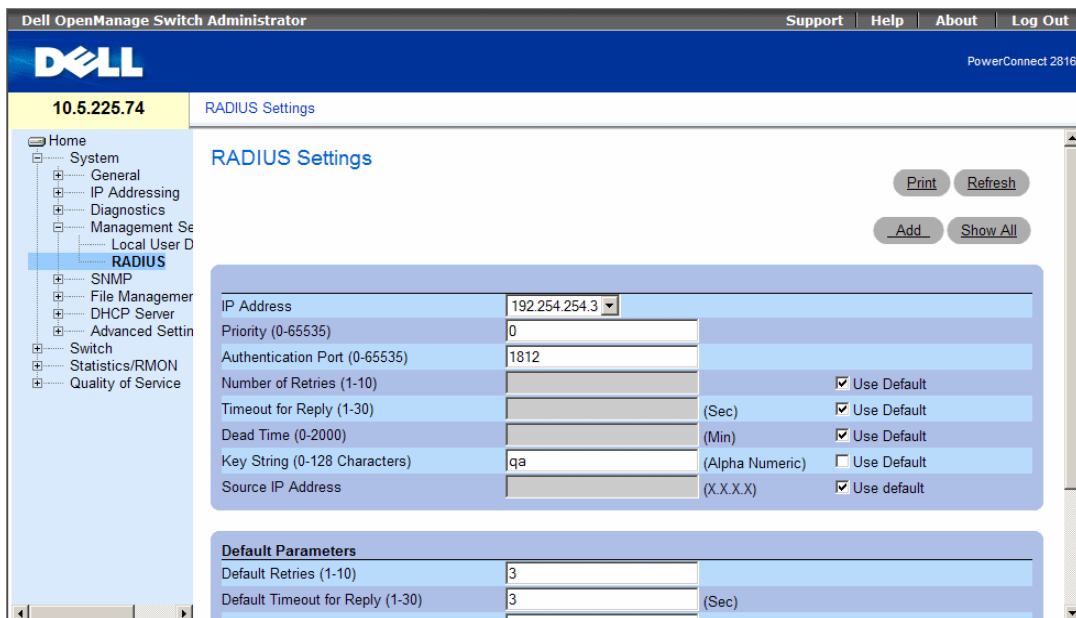 Dell OpenManage Switch Administrator Support Help About Log Out
DELL
PowerConnect 2816
10.5.225.74
RADIUS Settings
Home
System
General
IP Addressing
Diagnostics
Management Se
Local User D
RADIUS
SNMP
File Managemer
DHCP Server
Advanced Settin
Switch
Statistics/RMON
Quality of Service
RADIUS Settings
Print Refresh
Add Show All
IP Address 192.254.254.3
Priority (0-65535) 0
Authentication Port (0-65535) 1812
Number of Retries (1-10) Use Default
Timeout for Reply (1-30) (Sec) Use Default
Dead Time (0-2000) (Min) Use Default
Key String (0-128 Characters) qa (Alpha Numeric) Use Default
Source IP Address (X.X.X.X) Use default
Default Parameters
Default Retries (1-10) 3
Default Timeout for Reply (1-30) 3 (Sec)